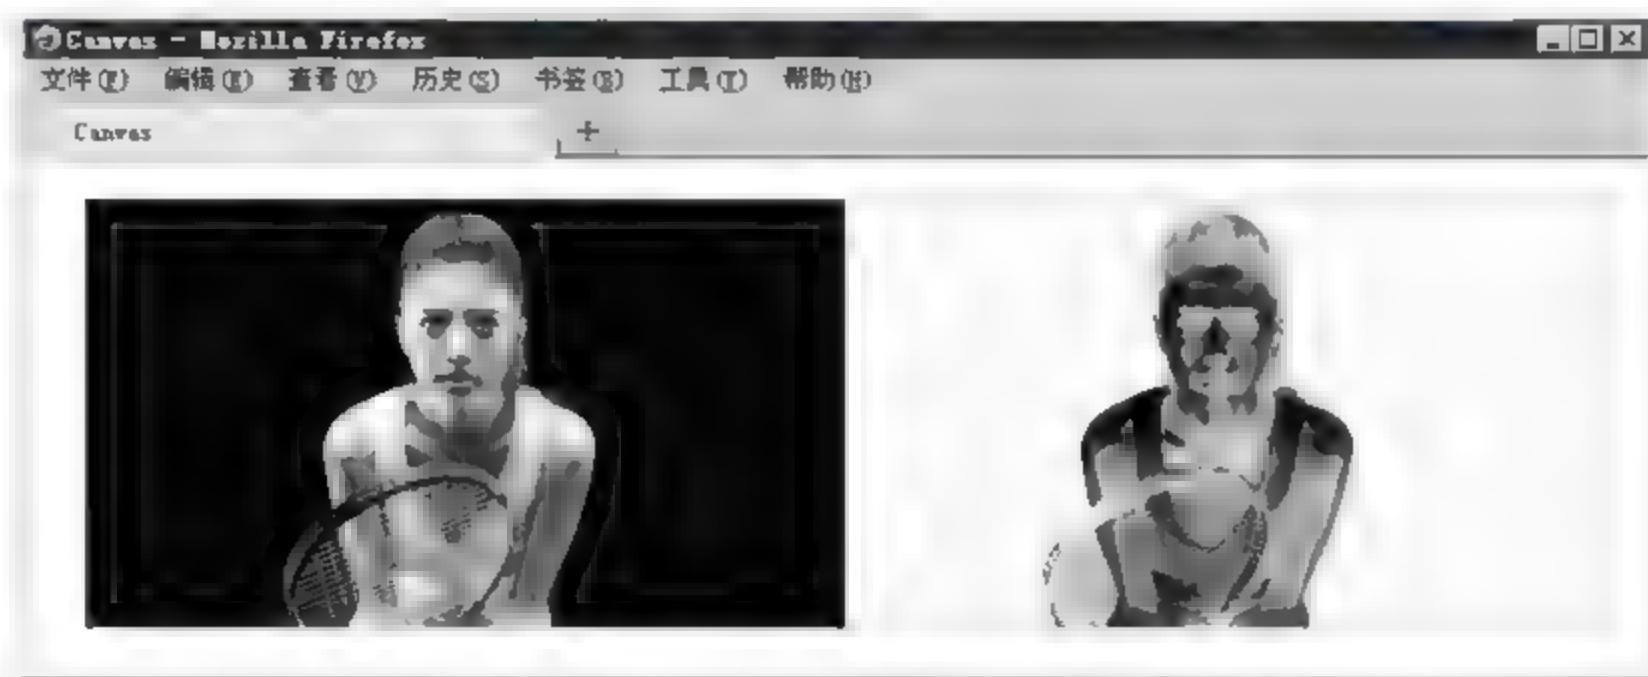 Canvas - Mozilla Firefox
文件(F) 编辑(E) 查看(V) 历史(S) 书签(B) 工具(T) 帮助(H)
Canvas +